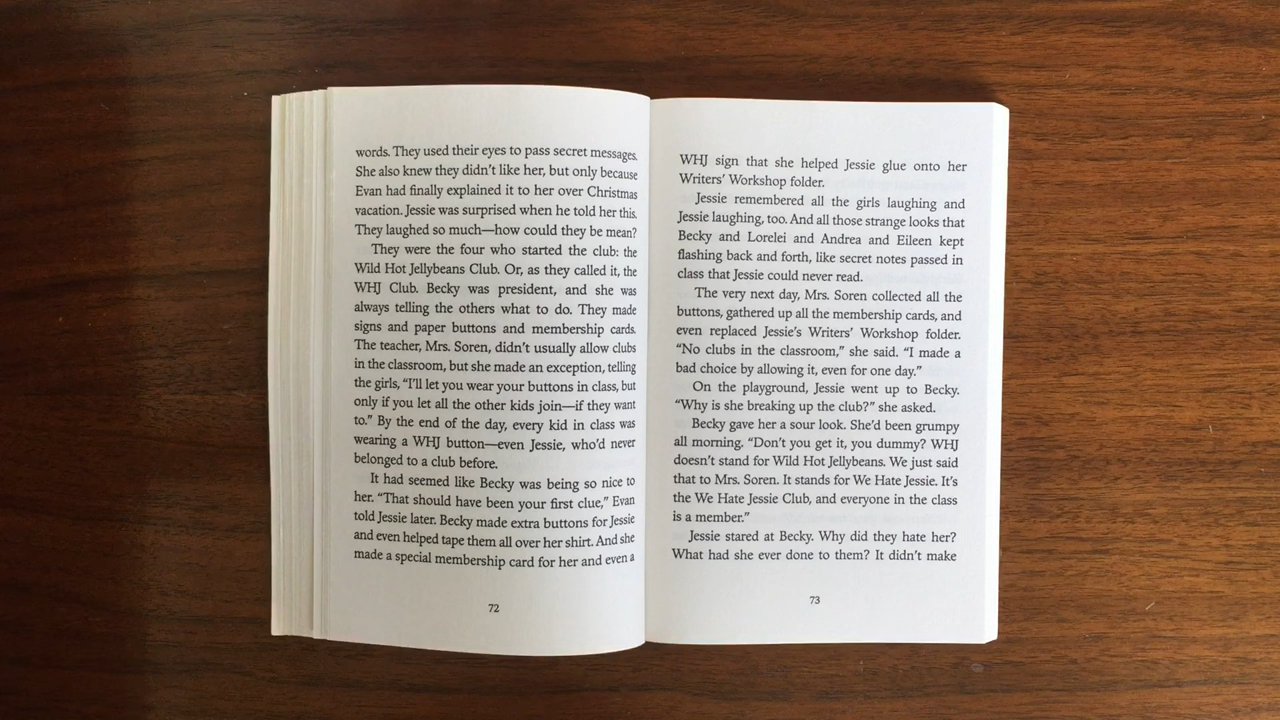 words. They used their eyes to pass secret messages.
She also knew they didn't like her, but only because
Evan had finally explained it to her over Christmas
vacation. Jessie was surprised when he told her this.
They laughed so much—how could they be mean?
They were the four who started the club: the
Wild Hot Jellybeans Club. Or, as they called it, the
WHJ Club. Becky was president, and she was
always telling the others what to do. They made
signs and paper buttons and membership cards.
The teacher, Mrs. Soren, didn't usually allow clubs
in the classroom, but she made an exception, telling
the girls, “I'll let you wear your buttons in class, but
only if you let all the other kids join—if they want
to.” By the end of the day, every kid in class was
wearing a WHJ button—even Jessie, who'd never
belonged to a club before.
It had seemed like Becky was being so nice to
her. “That should have been your first clue,” Evan
told Jessie later. Becky made extra buttons for Jessie
and even helped tape them all over her shirt. And she
made a special membership card for her and even a
72
WHJ sign that she helped Jessie glue onto her
Writers' Workshop folder.
Jessie remembered all the girls laughing and
Jessie laughing, too. And all those strange looks that
Becky and Lorelei and Andrea and Eileen kept
flashing back and forth, like secret notes passed in
class that Jessie could never read.
The very next day, Mrs. Soren collected all the
buttons, gathered up all the membership cards, and
even replaced Jessie's Writers' Workshop folder.
“No clubs in the classroom,” she said. “I made a
bad choice by allowing it, even for one day.”
On the playground, Jessie went up to Becky.
“Why is she breaking up the club?” she asked.
Becky gave her a sour look. She'd been grumpy
all morning. “Don't you get it, you dummy? WHJ
doesn't stand for Wild Hot Jellybeans. We just said
that to Mrs. Soren. It stands for We Hate Jessie. It's
the We Hate Jessie Club, and everyone in the class
is a member.”
Jessie stared at Becky. Why did they hate her?
What had she ever done to them? It didn't make
73